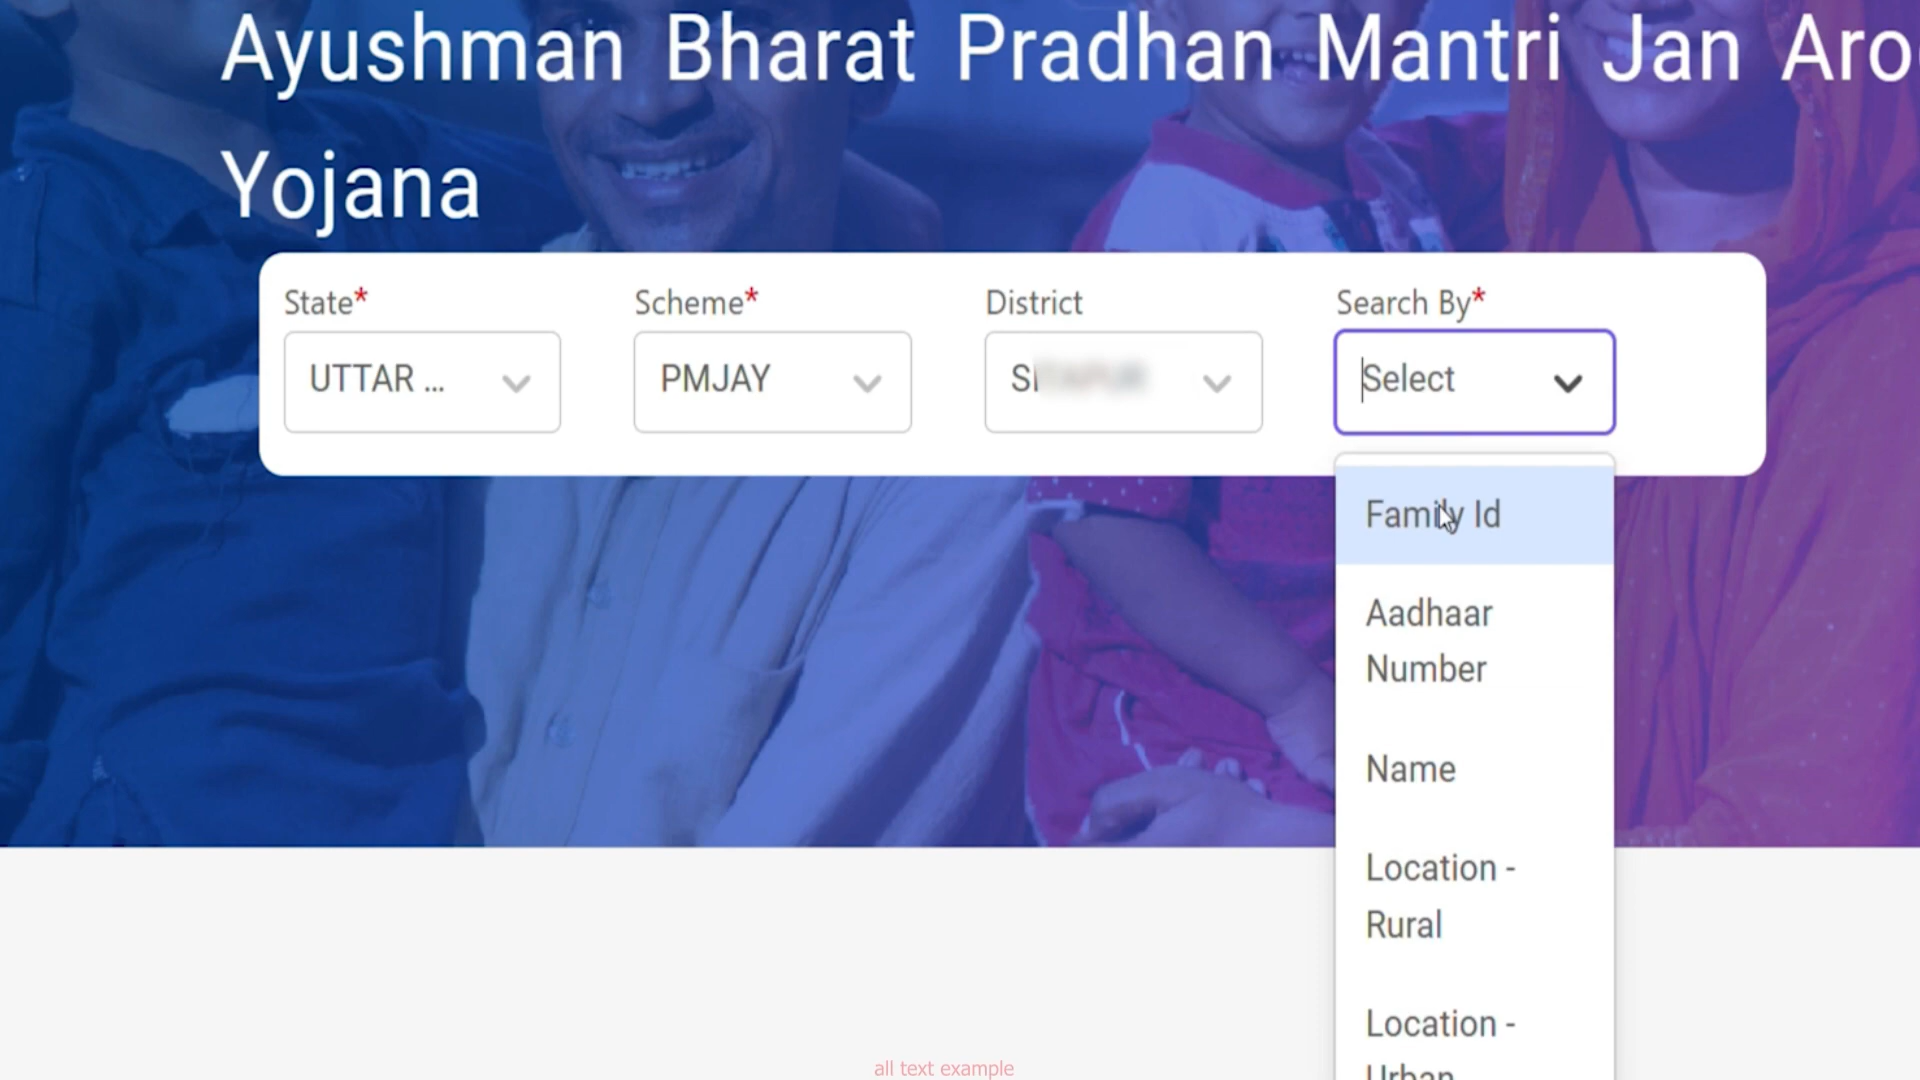 Ayushman Bharat Pradhan Mantri Jan
Yojana
State* Scheme* District Search By*
UTTAR ... PMJAY Select
Family Id
Aadhaar
Number
Name
Location -
Rural
Location -
Urban
all text example